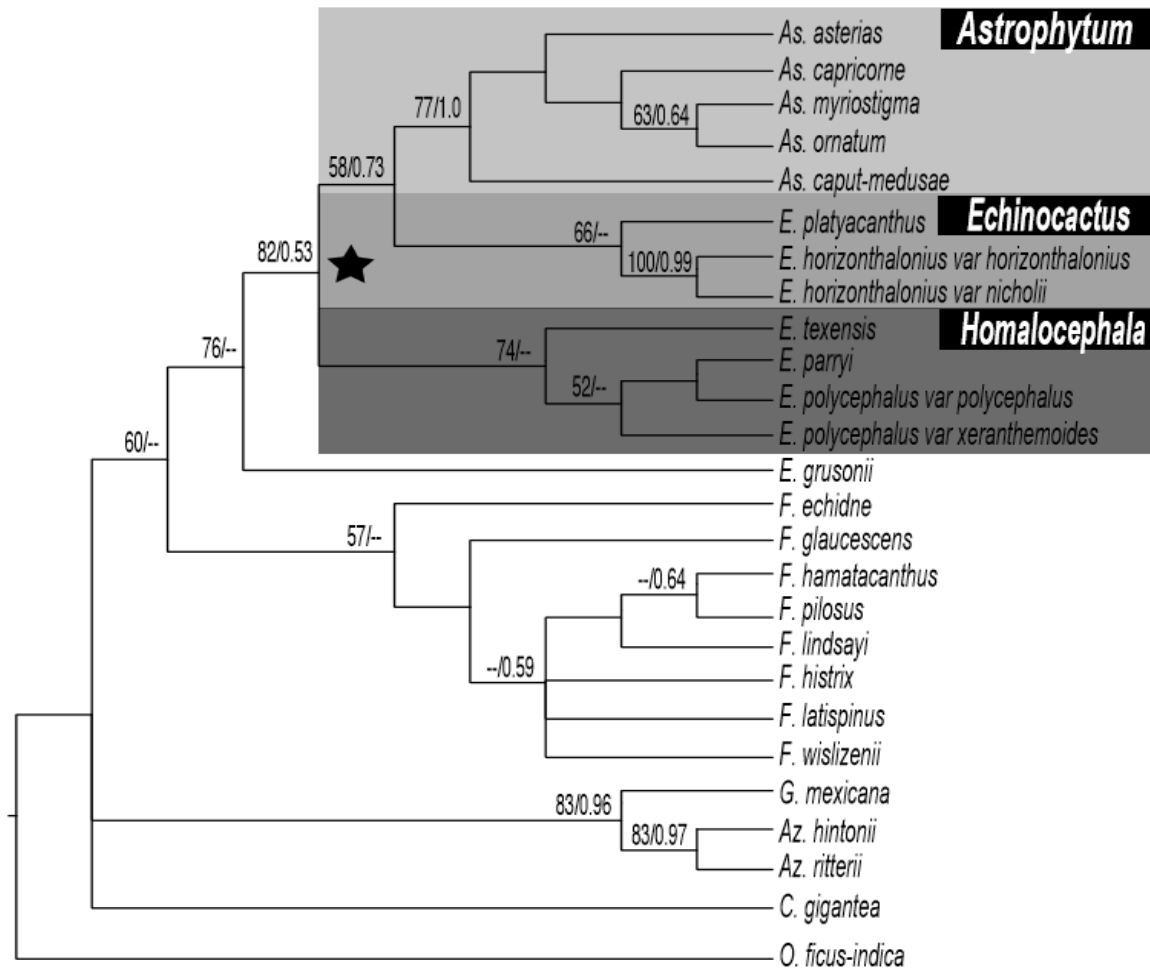 As. asterias
Astrophytum
As. capricorne
77/1.0
As. myriostigma
63/0.64
As. ornatum
58/0.73
As. caput-medusae
Echinocactus
E. platyacanthus
66/--
82/0.53
E. horizonthalonius var horizonthalonius
100/0.99
E. horizonthalonius var nicholii
Homalocephala
E. texensis
76/--
74/--
E. parryi
52/--
E. polycephalus var polycephalus
E. polycephalus var xeranthemoides
60/--
E. grusonii
F. echidne
57/--
F. glaucescens
--/0.64
F. hamatacanthus
F. pilosus
F. lindsayi
--/0.59
F. histrix
F. latispinus
F. wislizenii
G. mexicana
83/0.96
Az. hintonii
83/0.97
Az. ritterii
C. gigantea
O. ficus-indica